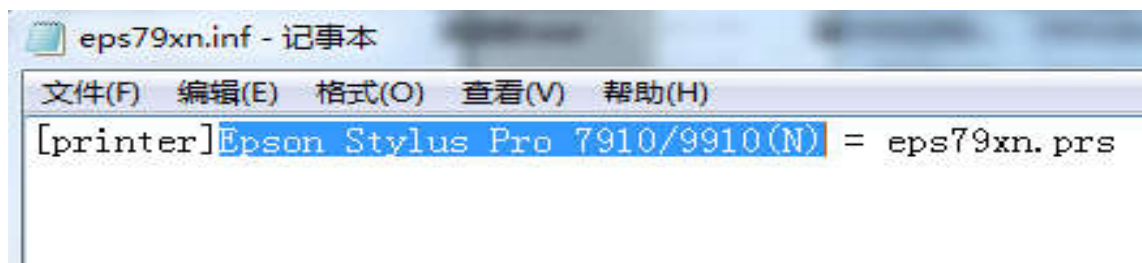 eps79xn.inf - 记事本
文件(F) 编辑(E) 格式(O) 查看(V) 帮助(H)
[printer]Epson Stylus Pro 7910/9910(N) = eps79xn.prs